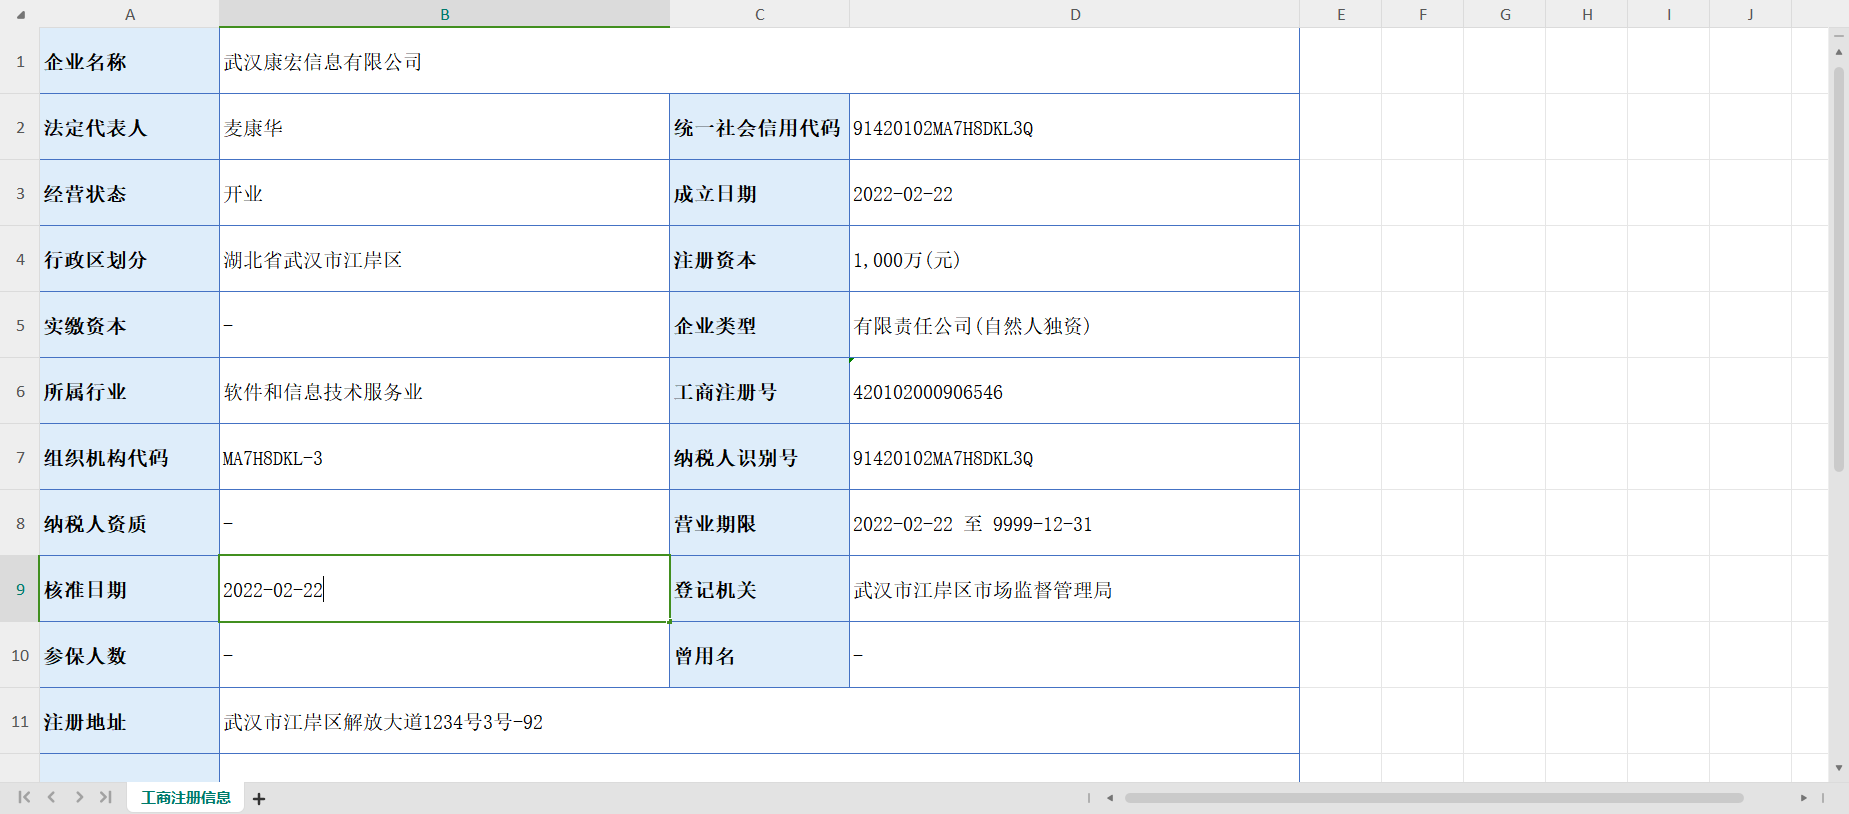 A B C D E F G H I J
1 企业名称 武汉康宏信息有限公司
2 法定代表人 麦康华 统一社会信用代码 91420102MA7H8DKL3Q
3 经营状态 开业 成立日期 2022-02-22
4 行政区划分 湖北省武汉市江岸区 注册资本 1,000万(元)
5 实缴资本 - 企业类型 有限责任公司(自然人独资)
6 所属行业 软件和信息技术服务业 工商注册号 420102000906546
7 组织机构代码 MA7H8DKL-3 纳税人识别号 91420102MA7H8DKL3Q
8 纳税人资质 - 营业期限 2022-02-22 至 9999-12-31
9 核准日期 2022-02-22 登记机关 武汉市江岸区市场监督管理局
10 参保人数 - 曾用名 -
11 注册地址 武汉市江岸区解放大道1234号3号-92
工商注册信息